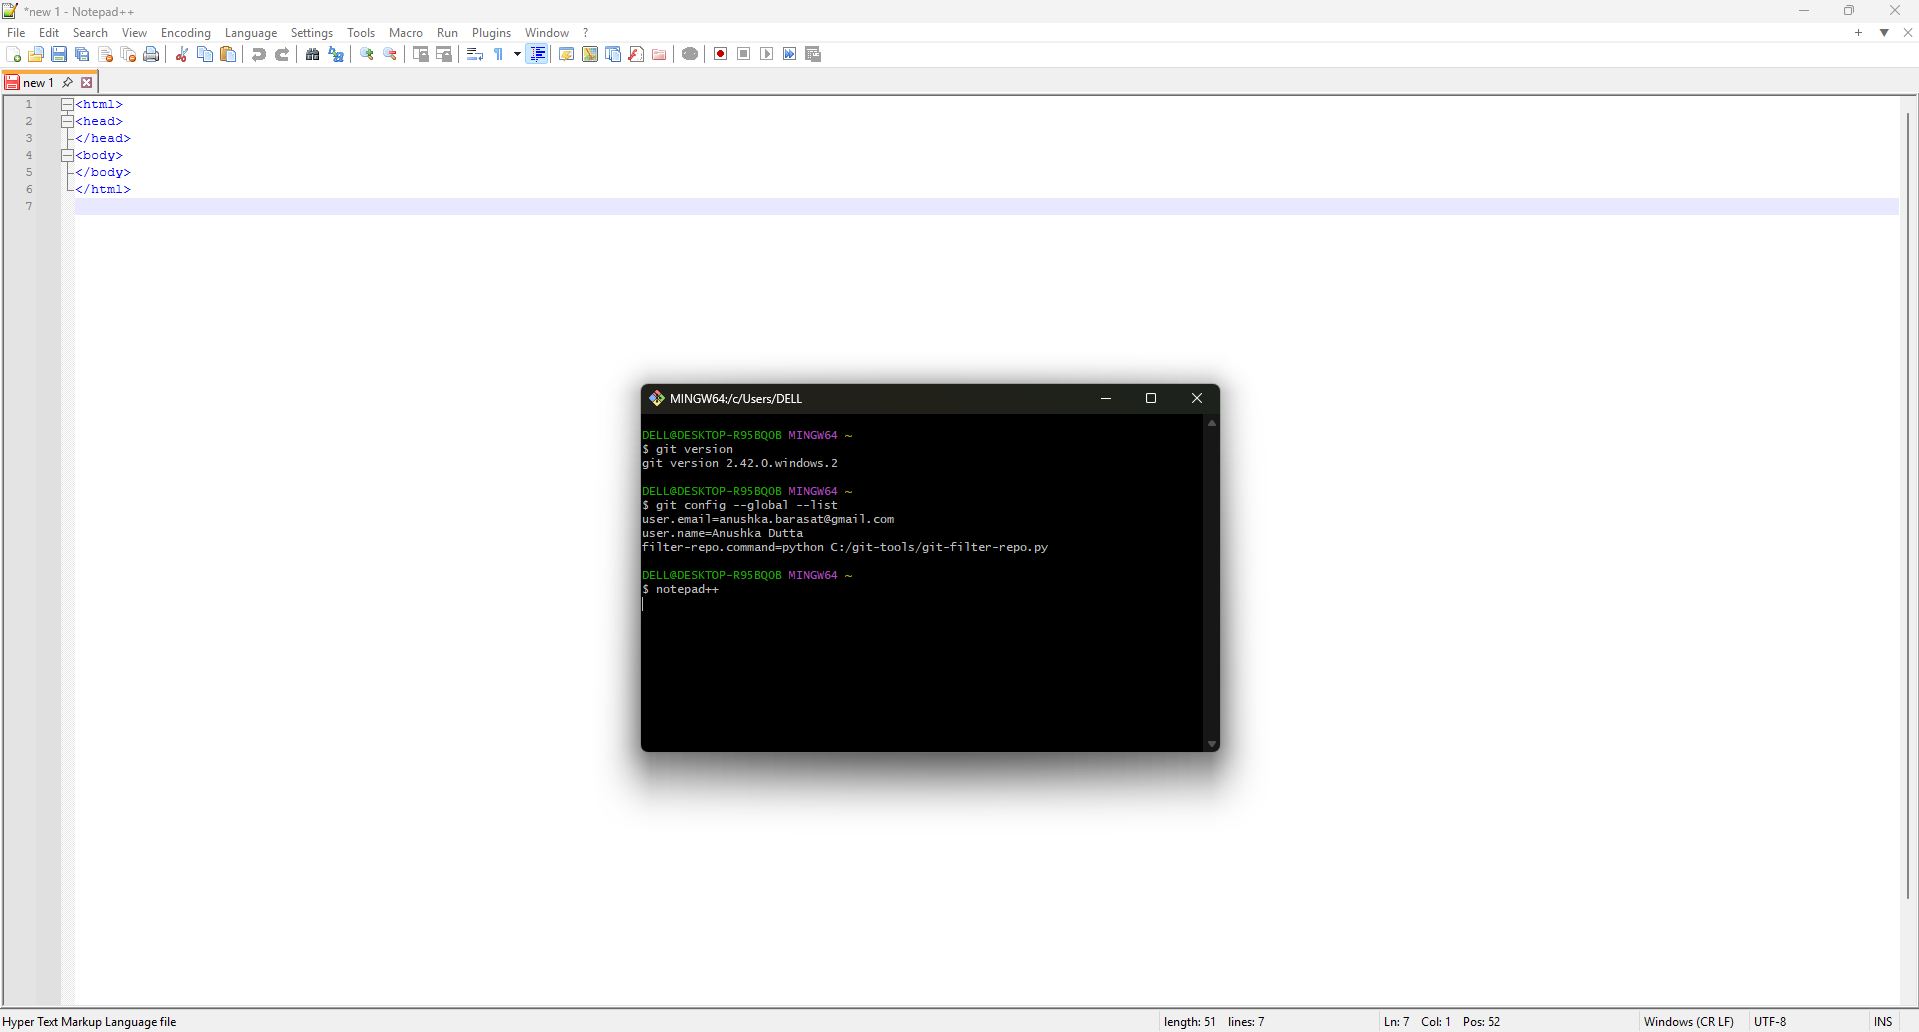 *new 1 - Notepad++
File Edit Search View Encoding Language Settings Tools Macro Run Plugins Window ?
new 1
1 <html>
2 <head>
3 </head>
4 <body>
5 </body>
6 </html>
7
MINGW64:/c/Users/DELL
DELL@DESKTOP-R95BQOB MINGW64 ~
$ git version
git version 2.42.0.windows.2
DELL@DESKTOP-R95BQOB MINGW64 ~
$ git config --global --list
user.email=anushka.barasat@gmail.com
user.name=Anushka Dutta
filter-repo.command=python C:/git-tools/git-filter-repo.py
DELL@DESKTOP-R95BQOB MINGW64 ~
$ notepad++
Hyper Text Markup Language file length: 51 lines: 7 Ln: 7 Col: 1 Pos: 52 Windows (CR LF) UTF-8 INS